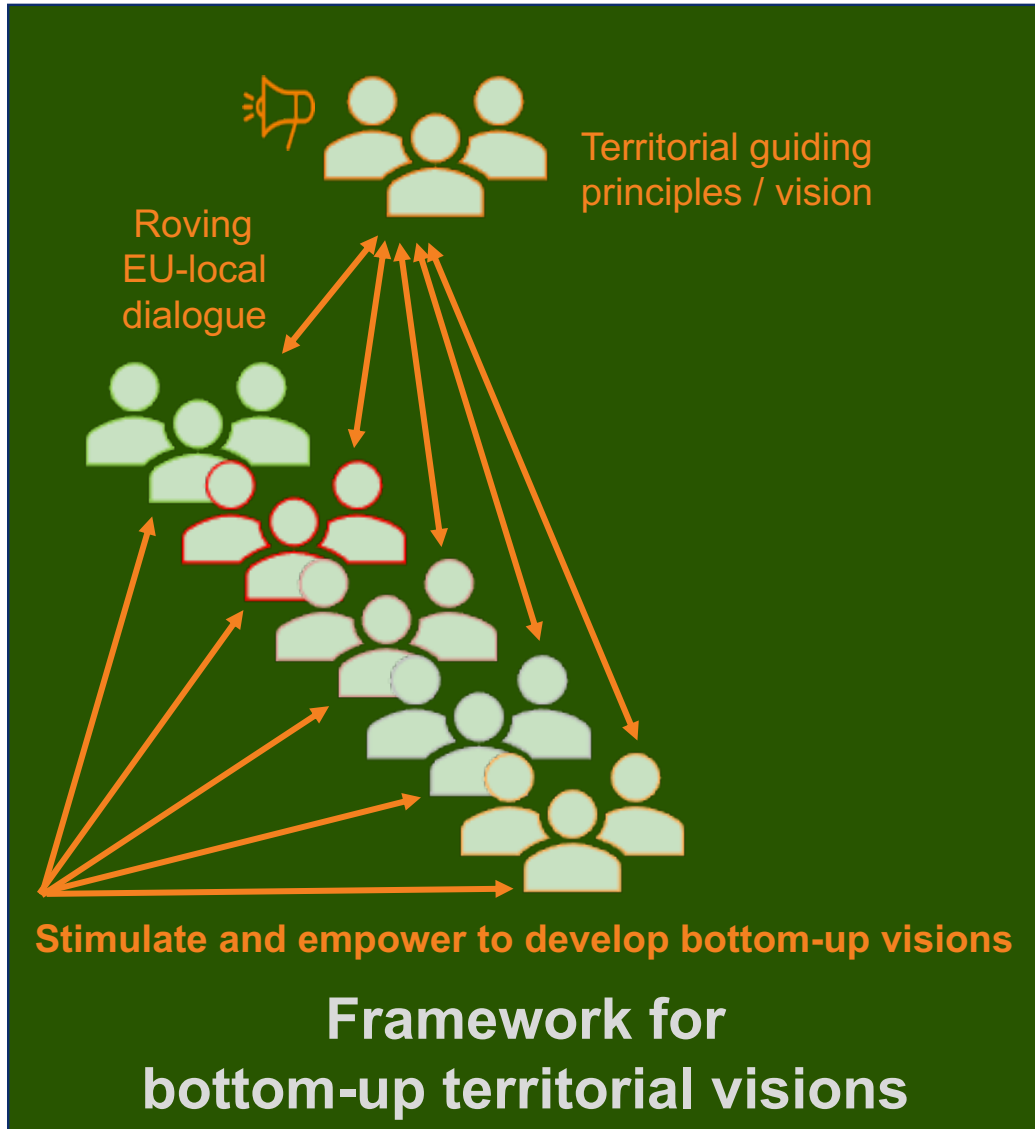 Territorial guiding
principles / vision
Roving
EU-local
dialogue
Stimulate and empower to develop bottom-up visions
Framework for
bottom-up territorial visions